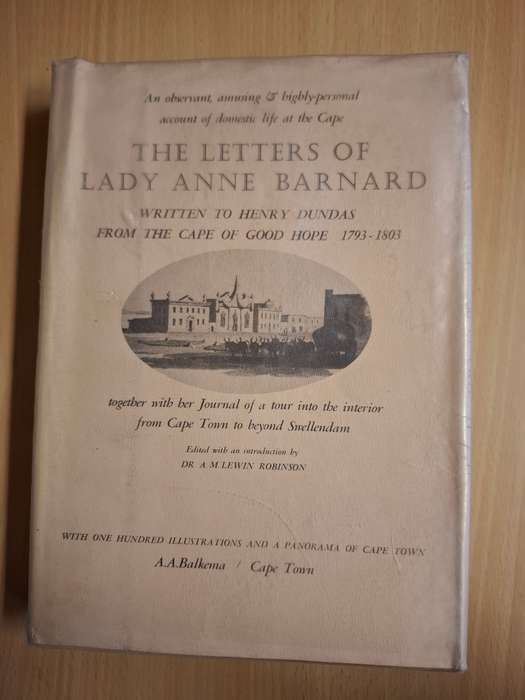 An observant, amusing & highly-personal
account of domestic life at the Cape
THE LETTERS OF
LADY ANNE BARNARD
WRITTEN TO HENRY DUNDAS
FROM THE CAPE OF GOOD HOPE 1793-1803
together with her Journal of a tour into the interior
from Cape Town to beyond Swellendam
Edited with an introduction by
DR A.M.LEWIN ROBINSON
WITH ONE HUNDRED ILLUSTRATIONS AND A PANORAMA OF CAPE TOWN
A.A.Balkema / Cape Town